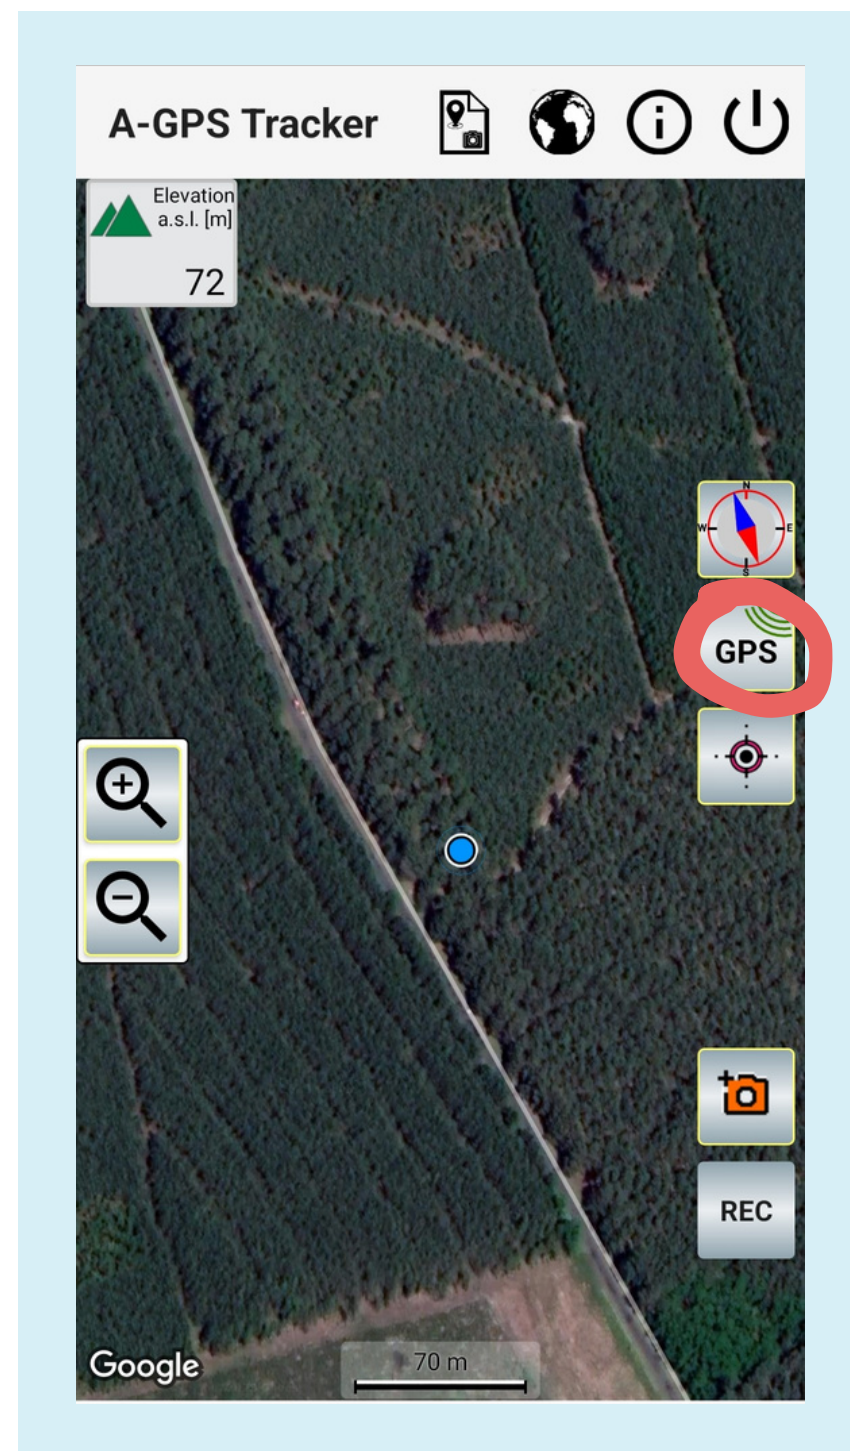 A-GPS Tracker
Elevation
a.s.l. [m]
72
N
W
E
S
GPS
REC
Google
70 m